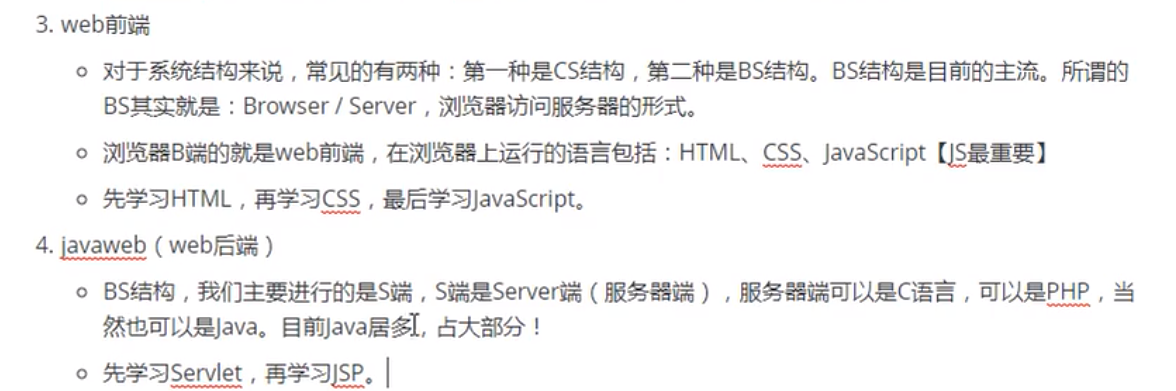 3. web前端
对于系统结构来说，常见的有两种：第一种是CS结构，第二种是BS结构。BS结构是目前的主流。所谓的
BS其实就是：Browser / Server，浏览器访问服务器的形式。
浏览器B端的就是web前端，在浏览器上运行的语言包括：HTML、CSS、JavaScript【JS最重要】
先学习HTML，再学习CSS，最后学习JavaScript。
4. javaweb（web后端）
BS结构，我们主要进行的是S端，S端是Server端（服务器端），服务器端可以是C语言，可以是PHP，当
然也可以是Java。目前Java居多，占大部分！
先学习Servlet，再学习JSP。